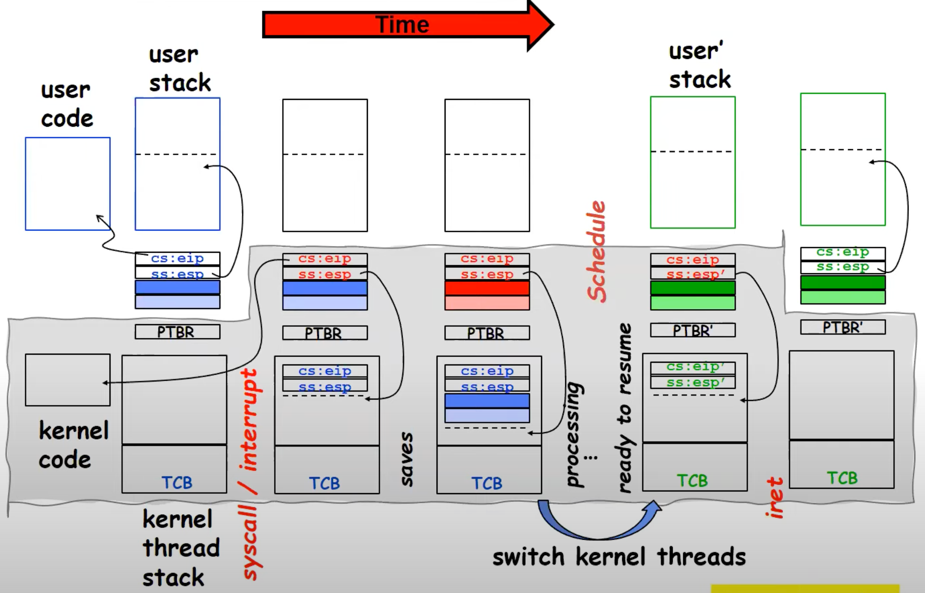 Time
user
code
user
stack
user'
stack
cs:eip
ss:esp
PTBR
TCB
kernel
code
kernel
thread
stack
syscall / interrupt
cs:eip
ss:esp
PTBR
cs:eip
ss:esp
TCB
saves
cs:eip
ss:esp
PTBR
cs:eip
ss:esp
TCB
processing
...
Schedule
ready to resume
switch kernel threads
cs:eip
ss:esp'
PTBR'
cs:eip'
ss:esp'
TCB
iret
cs:eip
ss:esp
PTBR'
TCB